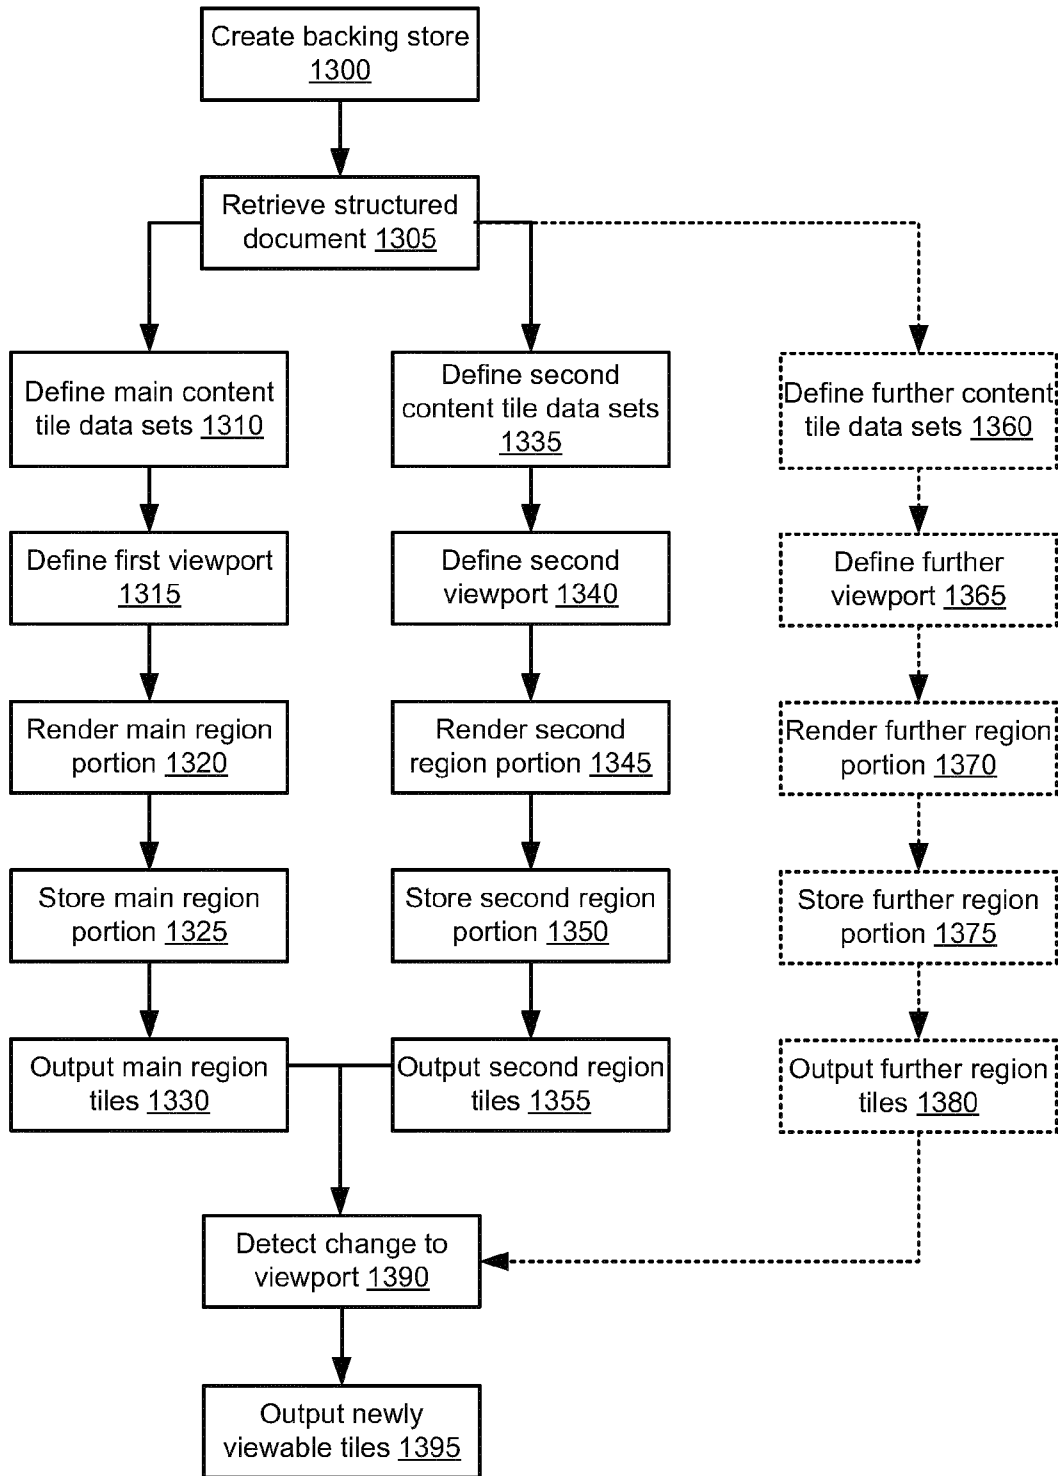 Create backing store
1300
Retrieve structured
document 1305
Define main content
tile data sets 1310
Define second
content tile data sets
1335
Define further content
tile data sets 1360
Define first viewport
1315
Define second
viewport 1340
Define further
viewport 1365
Render main region
portion 1320
Render second
region portion 1345
Render further region
portion 1370
Store main region
portion 1325
Store second region
portion 1350
Store further region
portion 1375
Output main region
tiles 1330
Output second region
tiles 1355
Output further region
tiles 1380
Detect change to
viewport 1390
Output newly
viewable tiles 1395